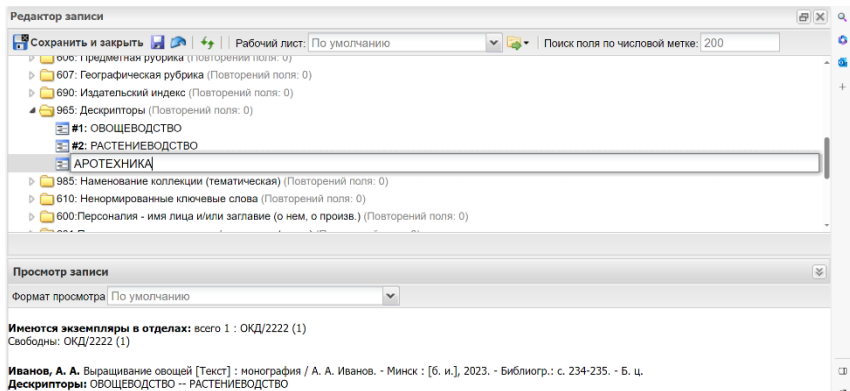 Редактор записи
Сохранить и закрыть Рабочий лист: По умолчанию Поиск поля по числовой метке: 200
606: Предметная рубрика (Повторений поля: 0)
607: Географическая рубрика (Повторений поля: 0)
690: Издательский индекс (Повторений поля: 0)
965: Дескрипторы (Повторений поля: 0)
#1: ОВОЩЕВОДСТВО
#2: РАСТЕНИЕВОДСТВО
АРОТЕХНИКА
985: Наименование коллекции (тематическая) (Повторений поля: 0)
610: Ненормированные ключевые слова (Повторений поля: 0)
600:Персоналия - имя лица и/или заглавие (о нем, о произв.) (Повторений поля: 0)
Просмотр записи
Формат просмотра По умолчанию
Имеются экземпляры в отделах: всего 1 : ОКД/2222 (1)
Свободны: ОКД/2222 (1)
Иванов, А. А. Выращивание овощей [Текст] : монография / А. А. Иванов. - Минск : [б. и.], 2023. - Библиогр.: с. 234-235. - Б. ц.
Дескрипторы: ОВОЩЕВОДСТВО -- РАСТЕНИЕВОДСТВО